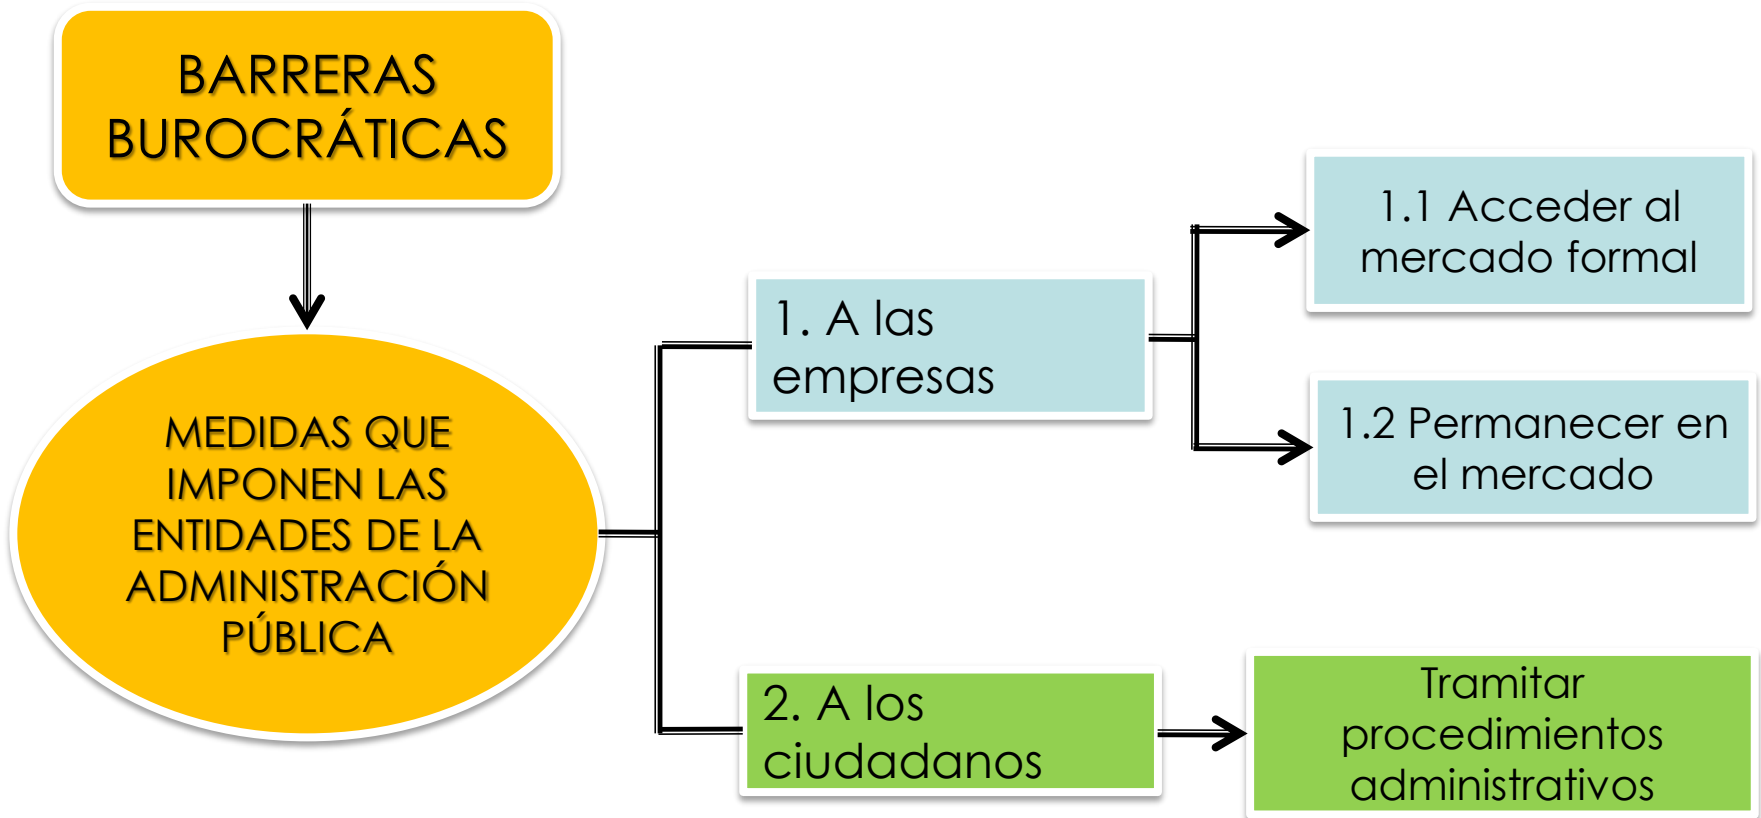 BARRERAS
BUROCRÁTICAS
MEDIDAS QUE
IMPONEN LAS
ENTIDADES DE LA
ADMINISTRACIÓN
PÚBLICA
1. A las
empresas
1.1 Acceder al
mercado formal
1.2 Permanecer en
el mercado
2. A los
ciudadanos
Tramitar
procedimientos
administrativos